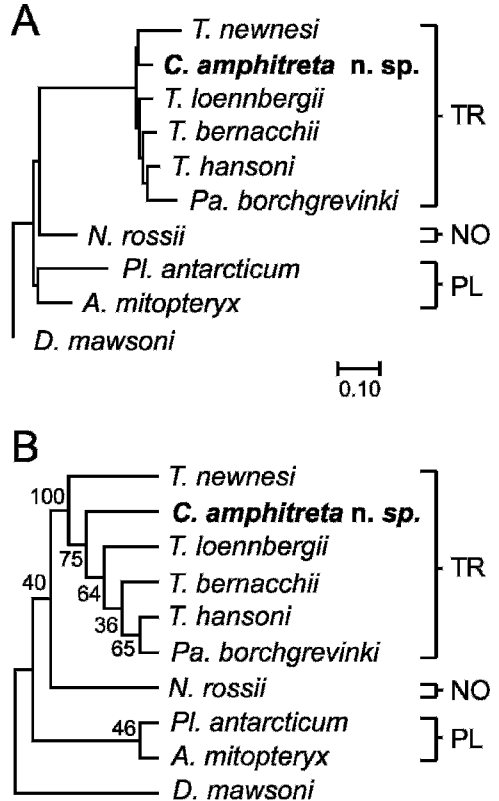 A
T. newnesi
C. amphitreta n. sp.
T. loennbergii
TR
T. bernacchii
T. hansoni
Pa. borchgrevinki
N. rossii
NO
Pl. antarcticum
PL
A. mitopteryx
D. mawsoni
0.10
B
T. newnesi
100
C. amphitreta n. sp.
75
T. loennbergii
TR
40
64
T. bernacchii
36
T. hansoni
65
Pa. borchgrevinki
N. rossii
NO
46
Pl. antarcticum
PL
A. mitopteryx
D. mawsoni